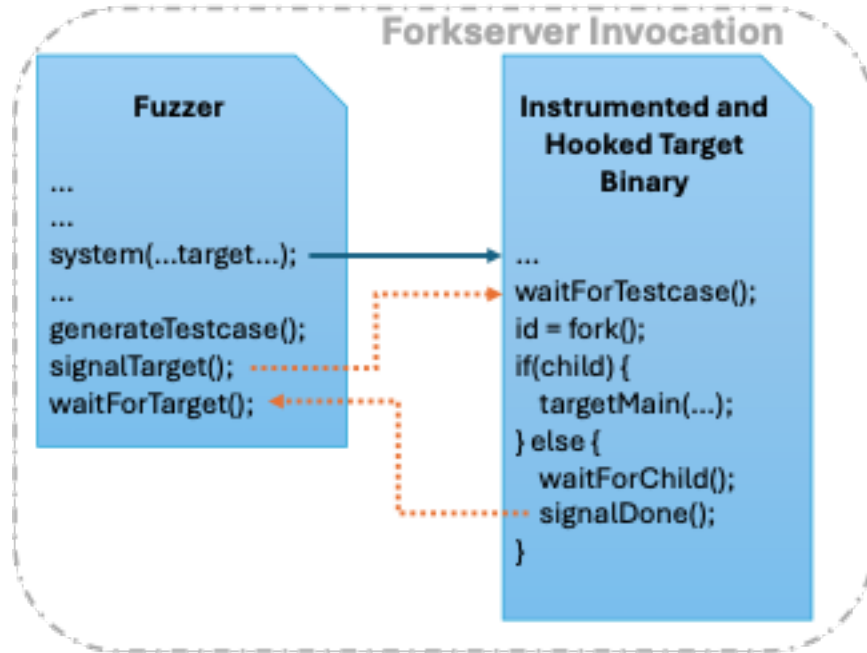 Forkserver Invocation
Fuzzer
...
...
system(...target...);
...
generateTestcase();
signalTarget();
waitForTarget();
Instrumented and
Hooked Target
Binary
...
waitForTestcase();
id = fork();
if(child) {
targetMain(...);
} else {
waitForChild();
signalDone();
}